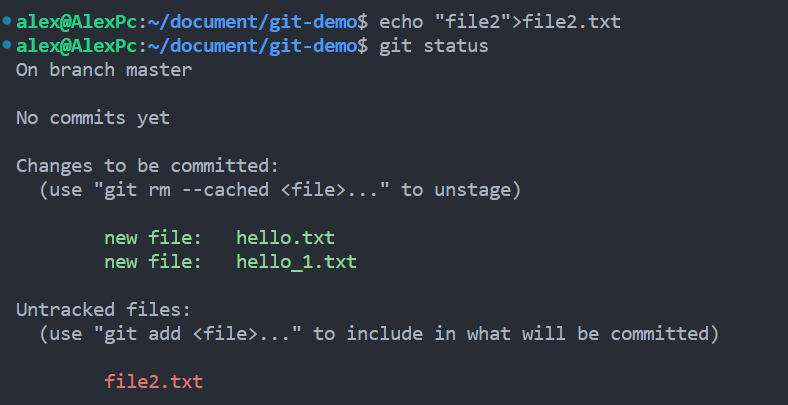 alex@AlexPc:~/document/git-demo$ echo "file2">file2.txt
alex@AlexPc:~/document/git-demo$ git status
On branch master
No commits yet
Changes to be committed:
(use "git rm --cached <file>..." to unstage)
new file: hello.txt
new file: hello_1.txt
Untracked files:
(use "git add <file>..." to include in what will be committed)
file2.txt